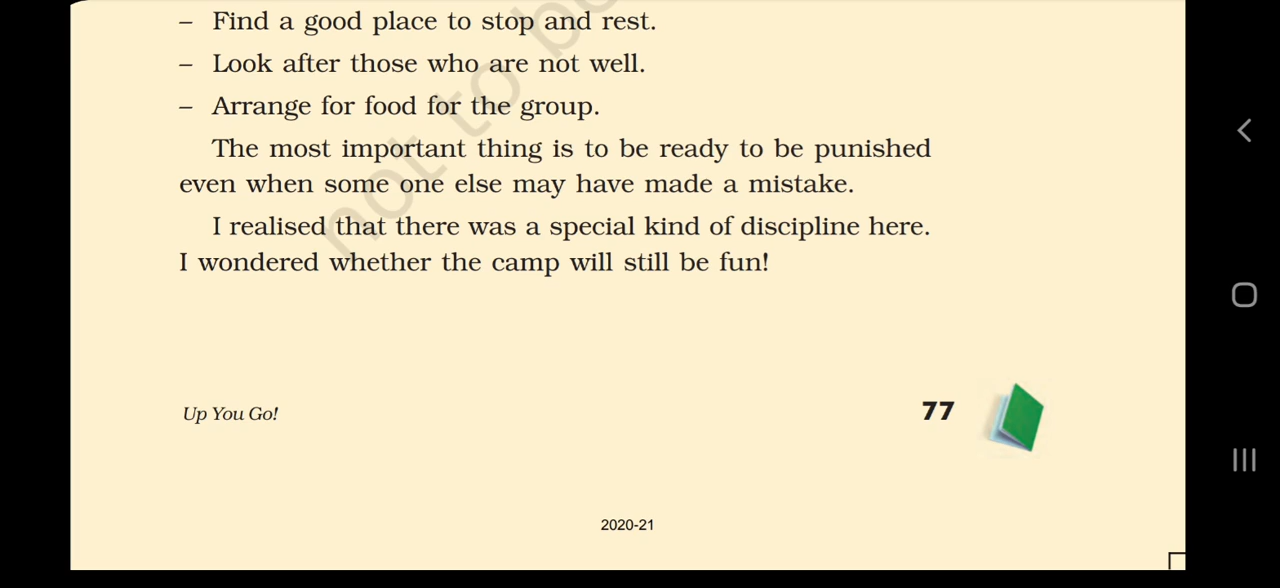 – Find a good place to stop and rest.
– Look after those who are not well.
– Arrange for food for the group.
The most important thing is to be ready to be punished
even when some one else may have made a mistake.
I realised that there was a special kind of discipline here.
I wondered whether the camp will still be fun!
not to be
Up You Go!
77
2020-21